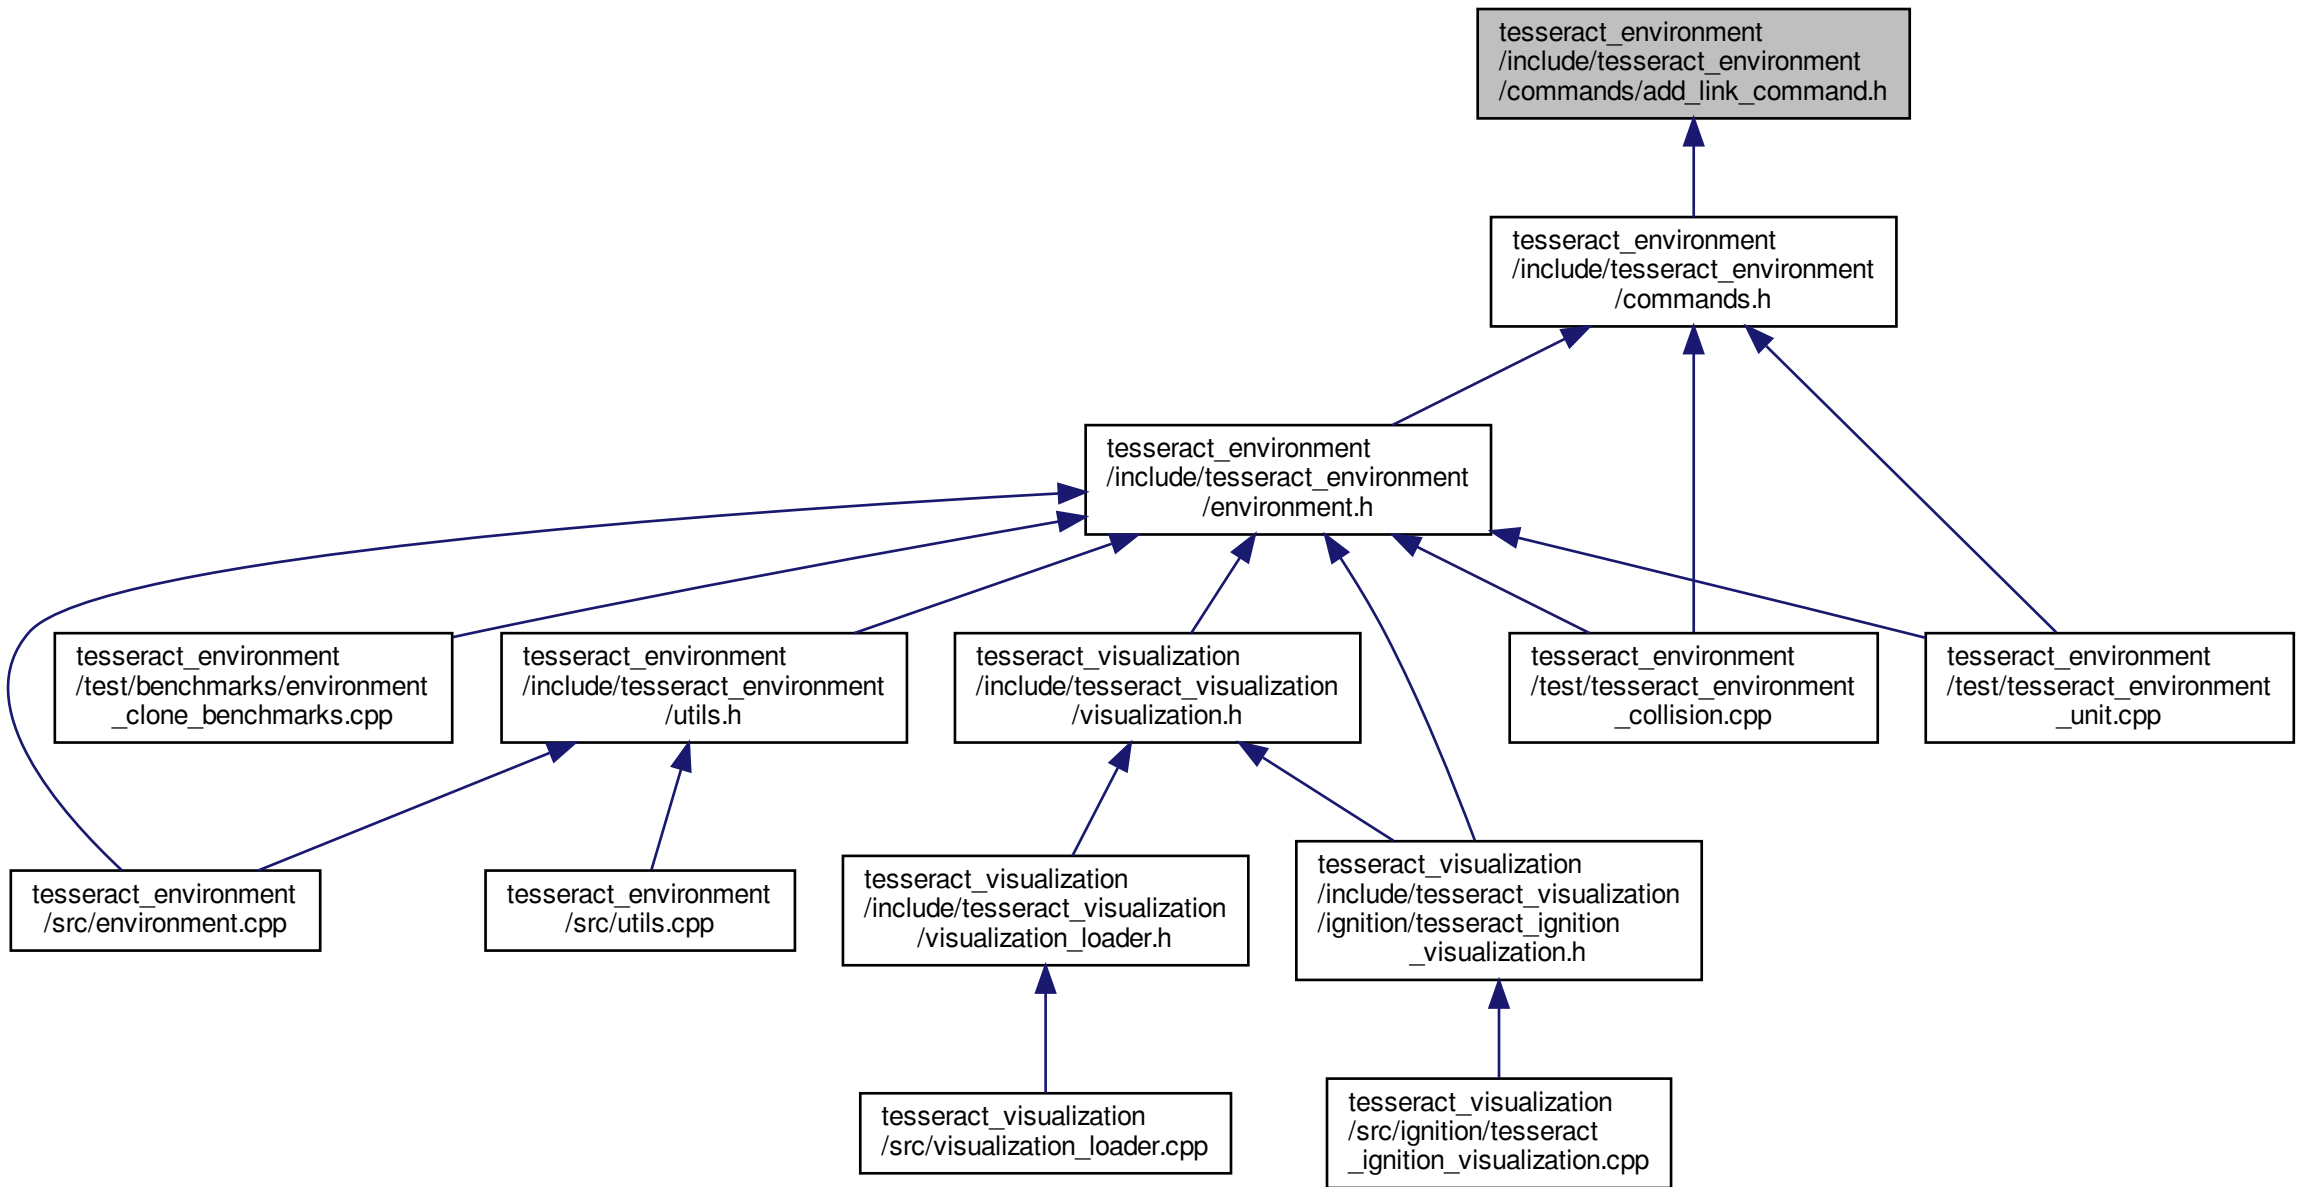 tesseract_environment
/include/tesseract_environment
/commands/add_link_command.h
tesseract_environment
/include/tesseract_environment
/commands.h
tesseract_environment
/include/tesseract_environment
/environment.h
tesseract_environment
/test/benchmarks/environment
_clone_benchmarks.cpp
tesseract_environment
/include/tesseract_environment
/utils.h
tesseract_visualization
/include/tesseract_visualization
/visualization.h
tesseract_environment
/test/tesseract_environment
_collision.cpp
tesseract_environment
/test/tesseract_environment
_unit.cpp
tesseract_environment
/src/environment.cpp
tesseract_environment
/src/utils.cpp
tesseract_visualization
/include/tesseract_visualization
/visualization_loader.h
tesseract_visualization
/include/tesseract_visualization
/ignition/tesseract_ignition
_visualization.h
tesseract_visualization
/src/visualization_loader.cpp
tesseract_visualization
/src/ignition/tesseract
_ignition_visualization.cpp